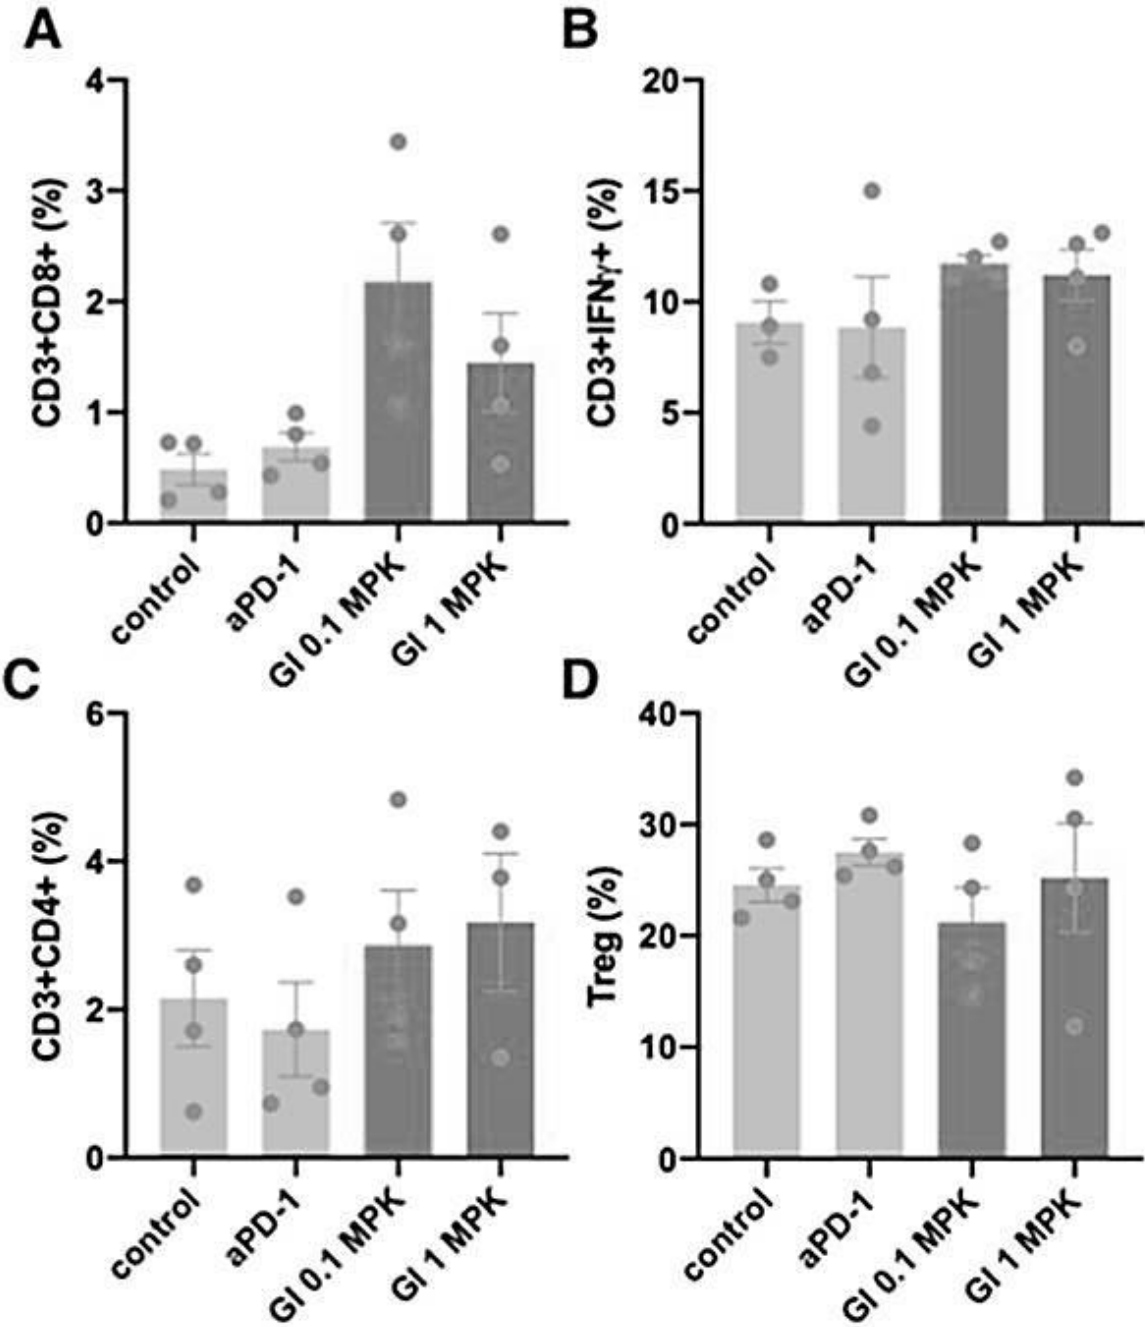 A
CD3+CD8+ (%)
4
3
2
1
0
control
aPD-1
GI 0.1 MPK
GI 1 MPK
B
CD3+IFNγ+ (%)
20
15
10
5
0
control
aPD-1
GI 0.1 MPK
GI 1 MPK
C
CD3+CD4+ (%)
6
4
2
0
control
aPD-1
GI 0.1 MPK
GI 1 MPK
D
Treg (%)
40
30
20
10
0
control
aPD-1
GI 0.1 MPK
GI 1 MPK